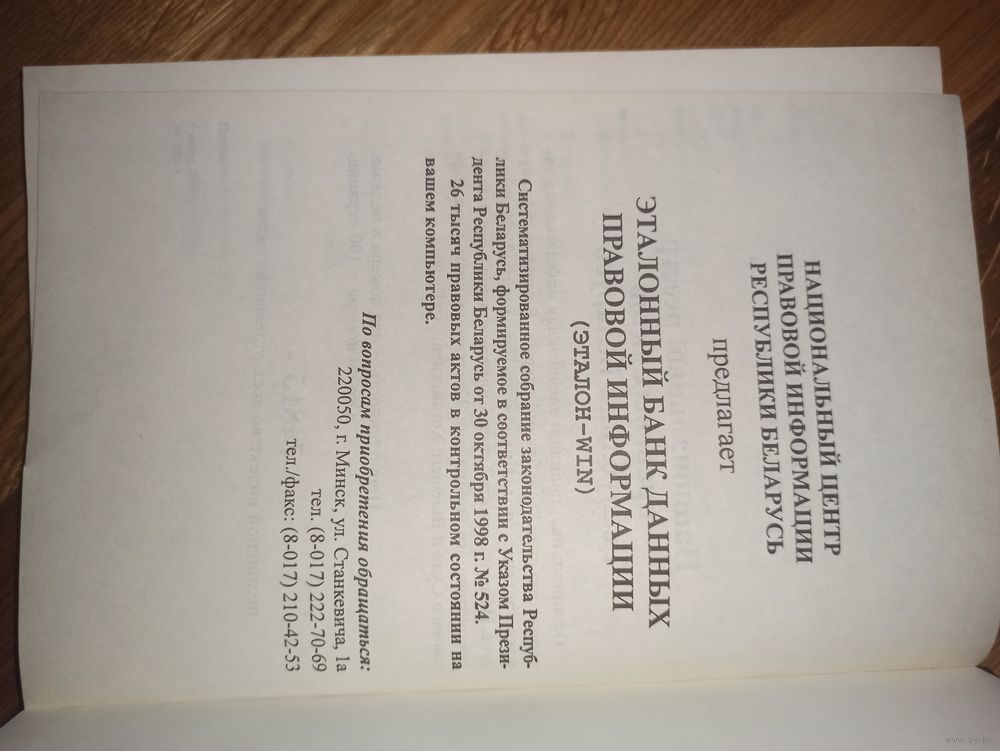 НАЦИОНАЛЬНЫЙ ЦЕНТР
ПРАВОВОЙ ИНФОРМАЦИИ
РЕСПУБЛИКИ БЕЛАРУСЬ
предлагает
ЭТАЛОННЫЙ БАНК ДАННЫХ
ПРАВОВОЙ ИНФОРМАЦИИ
(ЭТАЛОН-WIN)
Систематизированное собрание законодательства Респуб-
лики Беларусь, формируемое в соответствии с Указом Прези-
дента Республики Беларусь от 30 октября 1998 г. № 524.
26 тысяч правовых актов в контрольном состоянии на
вашем компьютере.
По вопросам приобретения обращаться:
220050, г. Минск, ул. Станкевича, 1а
тел. (8-017) 222-70-69
тел./факс: (8-017) 210-42-53
www.ay.by